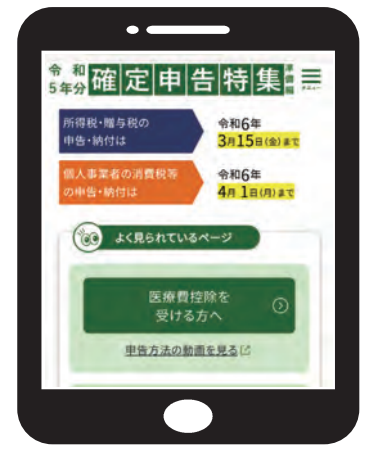 令和
5年分
確定申告特集
準備編
メニュー
所得税・贈与税の
申告・納付は
令和6年
3月15日(金)まで
個人事業者の消費税等
の申告・納付は
令和6年
4月1日(月)まで
よく見られているページ
医療費控除を
受ける方へ
申告方法の動画を見る